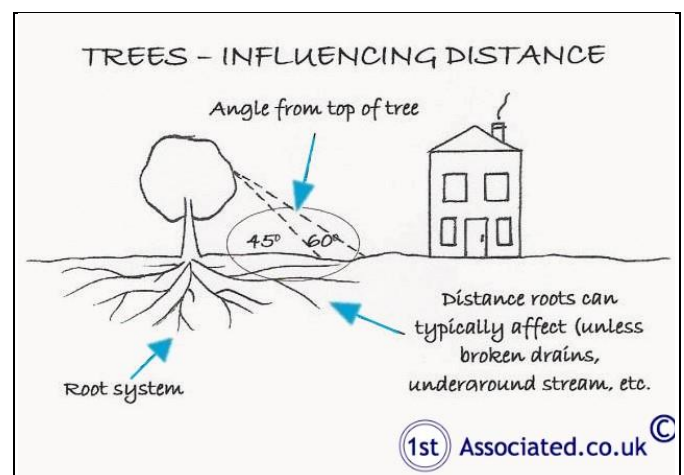 TREES – INFLUENCING DISTANCE
Angle from top of tree
45° 60°
Distance roots can
typically affect (unless
broken drains,
underaround stream, etc.
Root system
1st Associated.co.uk ©